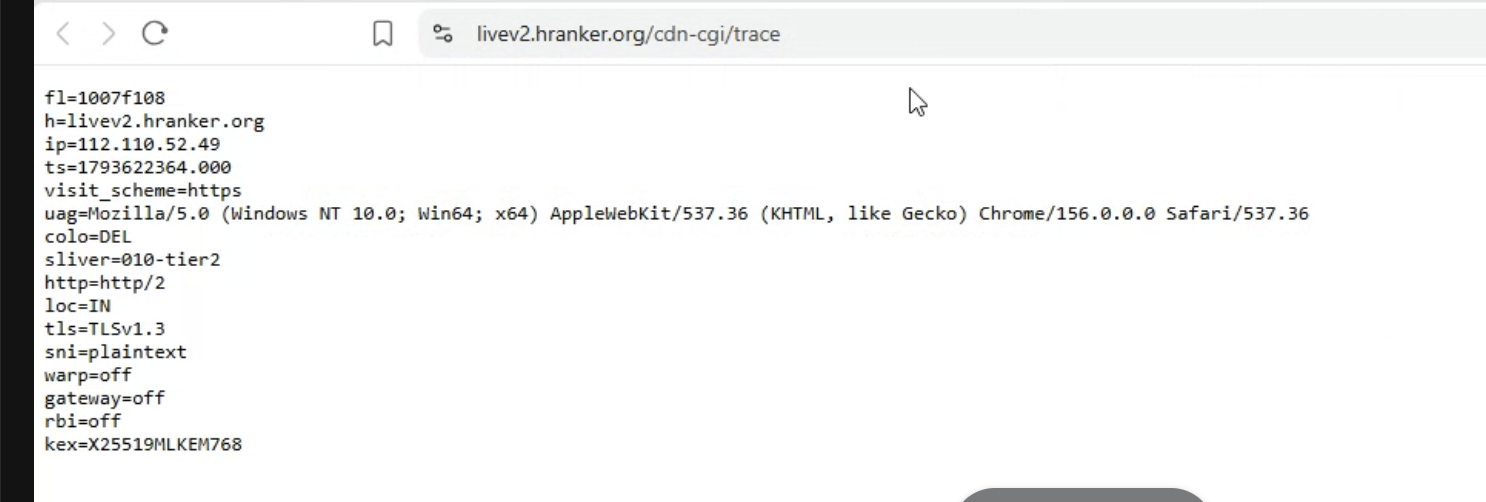 livev2.hranker.org/cdn-cgi/trace
fl=1007f108
h=livev2.hranker.org
ip=112.110.52.49
ts=1793622364.000
visit_scheme=https
uag=Mozilla/5.0 (Windows NT 10.0; Win64; x64) AppleWebKit/537.36 (KHTML, like Gecko) Chrome/156.0.0.0 Safari/537.36
colo=DEL
sliver=010-tier2
http=http/2
loc=IN
tls=TLSv1.3
sni=plaintext
warp=off
gateway=off
rbi=off
kex=X25519MLKEM768